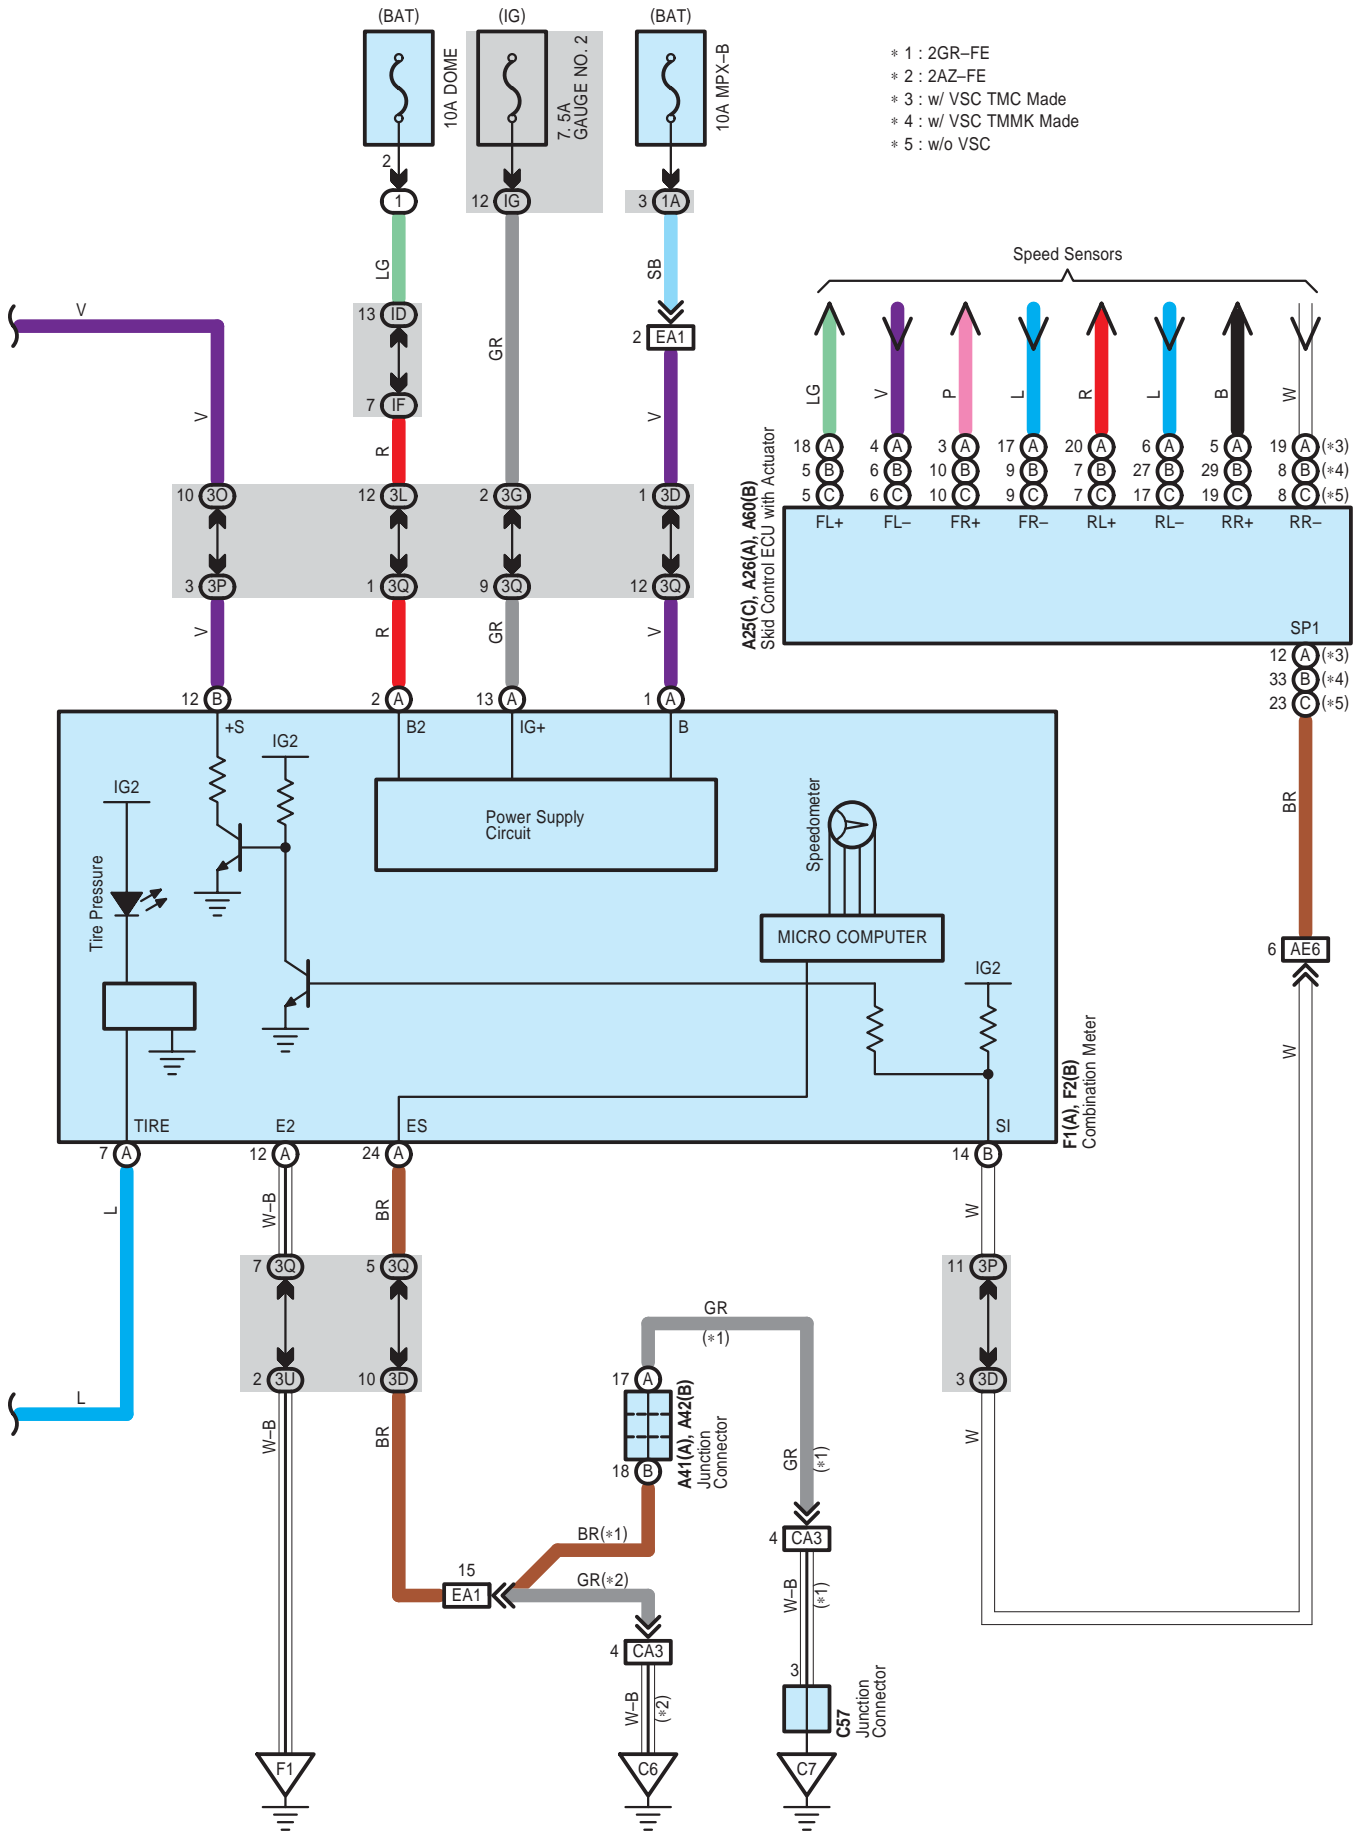 (BAT)
(IG)
(BAT)
10A DOME
7. 5A
GAUGE NO. 2
10A MPX–B
∗ 1 : 2GR–FE
∗ 2 : 2AZ–FE
∗ 3 : w/ VSC TMC Made
∗ 4 : w/ VSC TMMK Made
∗ 5 : w/o VSC
2
1
12 IG
3 1A
LG
SB
Speed Sensors
V
13 ID
GR
2 EA1
7 IF
V
R
V
LG
V
P
L
R
L
B
W
18 A
4 A
3 A
17 A
20 A
6 A
5 A
19 A (∗3)
5 B
6 B
10 B
9 B
7 B
27 B
29 B
8 B (∗4)
5 C
6 C
10 C
9 C
7 C
17 C
19 C
8 C (∗5)
10 3O
12 3L
2 3G
1 3D
FL+
FL–
FR+
FR–
RL+
RL–
RR+
RR–
A25(C), A26(A), A60(B)
Skid Control ECU with Actuator
3 3P
1 3Q
9 3Q
12 3Q
V
R
GR
V
SP1
12 A (∗3)
33 B (∗4)
23 C (∗5)
12 B
2 A
13 A
1 A
+S
B2
IG+
B
IG2
IG2
Power Supply
Circuit
Speedometer
BR
Tire Pressure
MICRO COMPUTER
6 AE6
IG2
W
F1(A), F2(B)
Combination Meter
TIRE
E2
ES
SI
7 A
12 A
24 A
14 B
L
W–B
BR
W
7 3Q
5 3Q
11 3P
GR
(∗1)
2 3U
10 3D
17 A
3 3D
L
W–B
BR
A41(A), A42(B)
Junction
Connector
GR
(∗1)
W
18 B
BR(∗1)
4 CA3
15
EA1
GR(∗2)
W–B
(∗1)
4 CA3
W–B
(∗2)
3
C57
Junction
Connector
F1
C6
C7